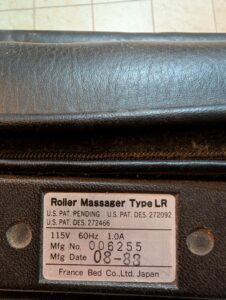 Roller Massager Type LR
U.S. PAT. PENDING U.S. PAT. DES. 272092
U.S. PAT. DES. 272466
115V 60Hz 1.0A
Mfg No. 006255
Mfg Date 08-83
France Bed Co.,Ltd. Japan